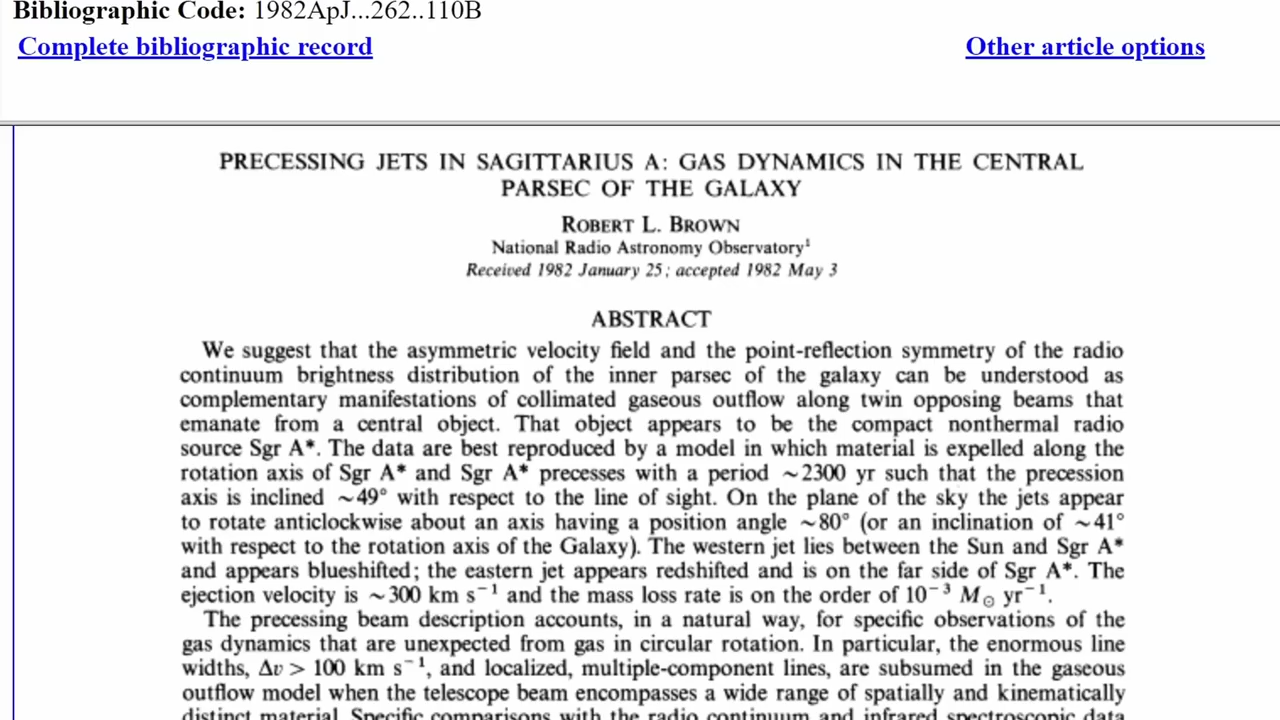 Bibliographic Code: 1982ApJ...262..110B
Complete bibliographic record
Other article options
PRECESSING JETS IN SAGITTARIUS A: GAS DYNAMICS IN THE CENTRAL
PARSEC OF THE GALAXY
ROBERT L. BROWN
National Radio Astronomy Observatory¹
Received 1982 January 25; accepted 1982 May 3
ABSTRACT
We suggest that the asymmetric velocity field and the point-reflection symmetry of the radio
continuum brightness distribution of the inner parsec of the galaxy can be understood as
complementary manifestations of collimated gaseous outflow along twin opposing beams that
emanate from a central object. That object appears to be the compact nonthermal radio
source Sgr A*. The data are best reproduced by a model in which material is expelled along the
rotation axis of Sgr A* and Sgr A* precesses with a period ~2300 yr such that the precession
axis is inclined ~49° with respect to the line of sight. On the plane of the sky the jets appear
to rotate anticlockwise about an axis having a position angle ~80° (or an inclination of ~41°
with respect to the rotation axis of the Galaxy). The western jet lies between the Sun and Sgr A*
and appears blueshifted; the eastern jet appears redshifted and is on the far side of Sgr A*. The
ejection velocity is ~300 km s⁻¹ and the mass loss rate is on the order of 10⁻³ M⊙ yr⁻¹.
The precessing beam description accounts, in a natural way, for specific observations of the
gas dynamics that are unexpected from gas in circular rotation. In particular, the enormous line
widths, Δv > 100 km s⁻¹, and localized, multiple-component lines, are subsumed in the gaseous
outflow model when the telescope beam encompasses a wide range of spatially and kinematically
distinct material. Specific comparisons with the radio continuum and infrared spectroscopic data